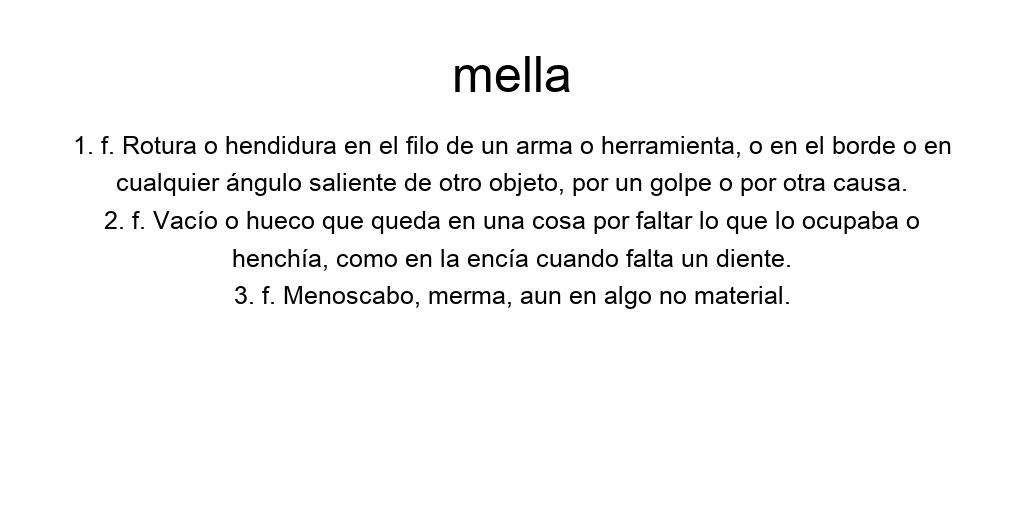 mella
1. f. Rotura o hendidura en el filo de un arma o herramienta, o en el borde o en
cualquier ángulo saliente de otro objeto, por un golpe o por otra causa.
2. f. Vacío o hueco que queda en una cosa por faltar lo que lo ocupaba o
henchía, como en la encía cuando falta un diente.
3. f. Menoscabo, merma, aun en algo no material.